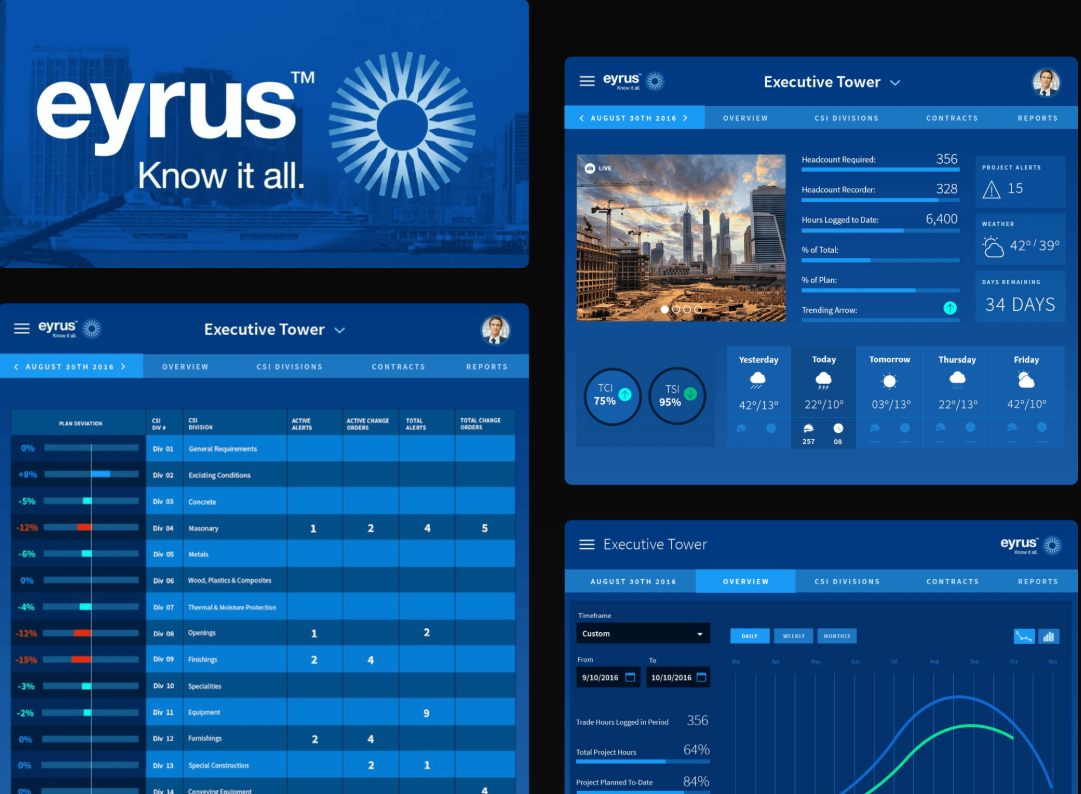 eyrus™
Know it all.
eyrus
Know it all.
Executive Tower
< AUGUST 30TH 2016 > OVERVIEW CSI DIVISIONS CONTRACTS REPORTS
LIVE
Headcount Required: 356
Headcount Recorder: 328
Hours Logged to Date: 6,400
% of Total:
% of Plan:
Trending Arrow:
PROJECT ALERTS
15
WEATHER
42°/39°
DAYS REMAINING
34 DAYS
TCI
75%
TSI
95%
Yesterday Today Tomorrow Thursday Friday
42°/13° 22°/10° 03°/13° 22°/13° 42°/10°
257 08
eyrus
Know it all.
Executive Tower
< AUGUST 30TH 2016 > OVERVIEW CSI DIVISIONS CONTRACTS REPORTS
PLAN DEVIATION CSI DIV # CSI DIVISION ACTIVE ALERTS ACTIVE CHANGE ORDERS TOTAL ALERTS TOTAL CHANGE ORDERS
0% Div 01 General Requirements
+8% Div 02 Excisting Conditions
-5% Div 03 Concrete
-12% Div 04 Masonary 1 2 4 5
-6% Div 05 Metals
0% Div 06 Wood, Plastics & Composites
-4% Div 07 Thermal & Moisture Protection
-12% Div 08 Openings 1 2
-15% Div 09 Finishings 2 4
-3% Div 10 Specialities
-2% Div 11 Equipment 9
0% Div 12 Furnishings 2 4
0% Div 13 Special Construction 2 1
0% Div 14 Conveying Equipment 4
Executive Tower
eyrus
Know it all.
AUGUST 30TH 2016 OVERVIEW CSI DIVISIONS CONTRACTS REPORTS
Timeframe
Custom
From To
9/10/2016 10/10/2016
DAILY WEEKLY MONTHLY
Mar Apr May Jun Jul Aug Sep Oct Nov
Trade Hours Logged in Period 356
Total Project Hours 64%
Project Planned To-Date 84%